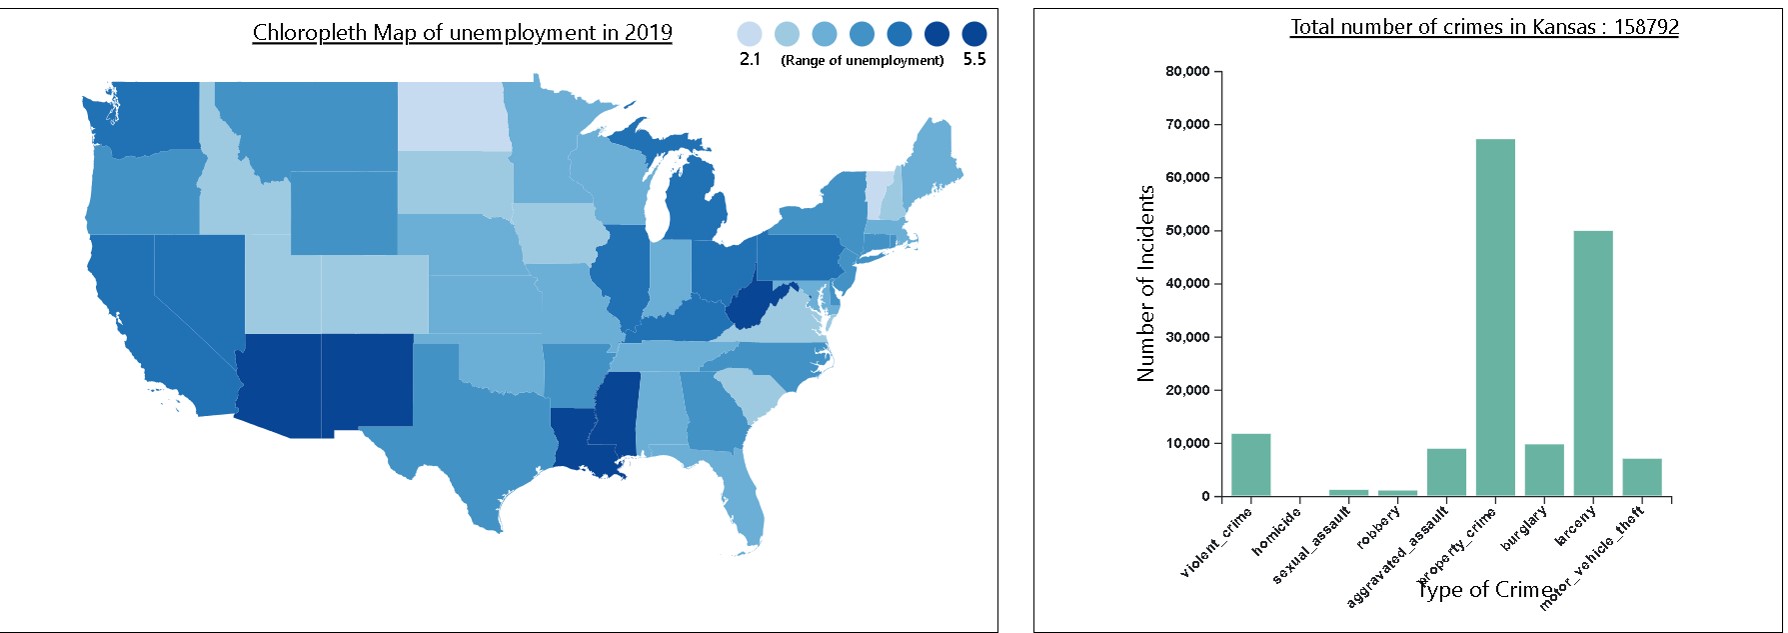 Chloropleth Map of unemployment in 2019
2.1 (Range of unemployment) 5.5
Total number of crimes in Kansas : 158792
80,000
70,000
60,000
50,000
40,000
30,000
20,000
10,000
0
Number of Incidents
violent_crime
homicide
sexual_assault
robbery
aggravated_assault
property_crime
burglary
larceny
motor_vehicle_theft
Type of Crime